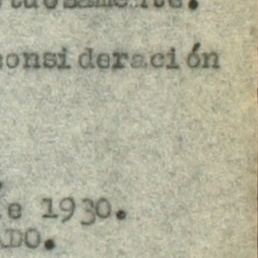 consideración
e 1930.
ADO.